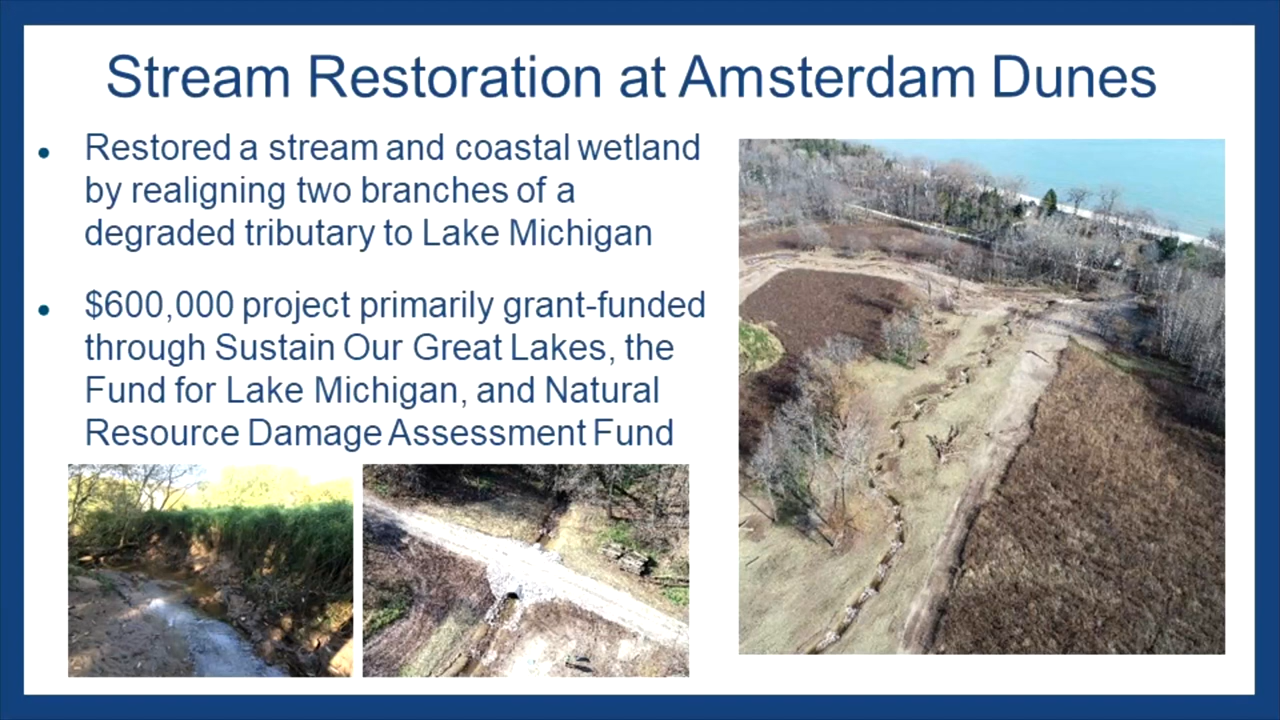 Stream Restoration at Amsterdam Dunes
• Restored a stream and coastal wetland
by realigning two branches of a
degraded tributary to Lake Michigan
• $600,000 project primarily grant-funded
through Sustain Our Great Lakes, the
Fund for Lake Michigan, and Natural
Resource Damage Assessment Fund